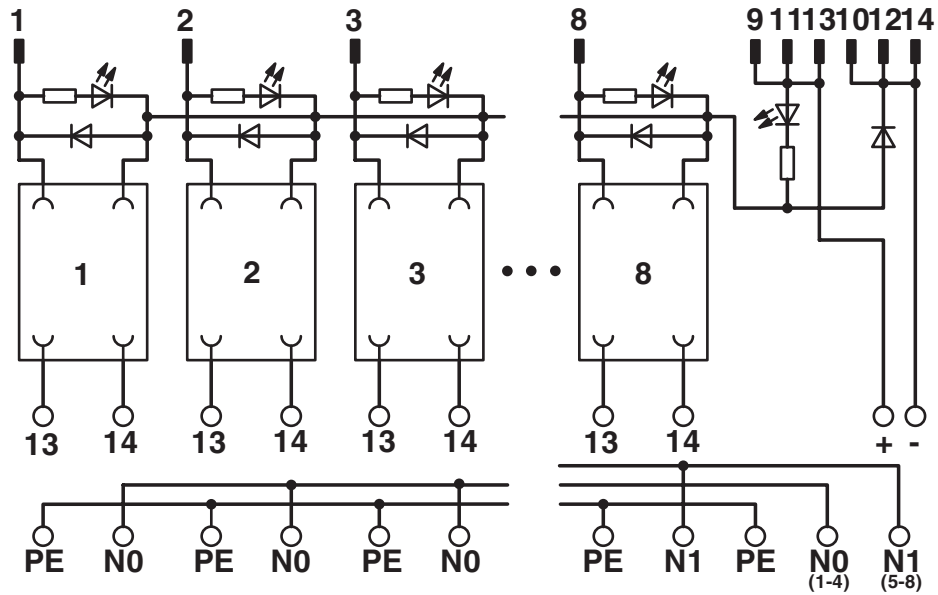 1 2 3 8 9 11 13 10 12 14
1 2 3 8
13 14 13 14 13 14 13 14 + -
PE N0 PE N0 PE N0 PE N1 PE N0 N1
(1-4) (5-8)